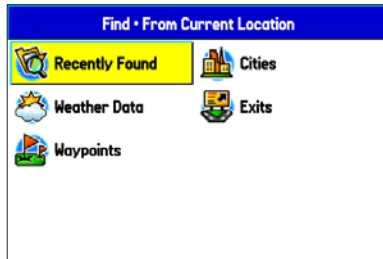 Find • From Current Location
Recently Found
Cities
Weather Data
Exits
Waypoints